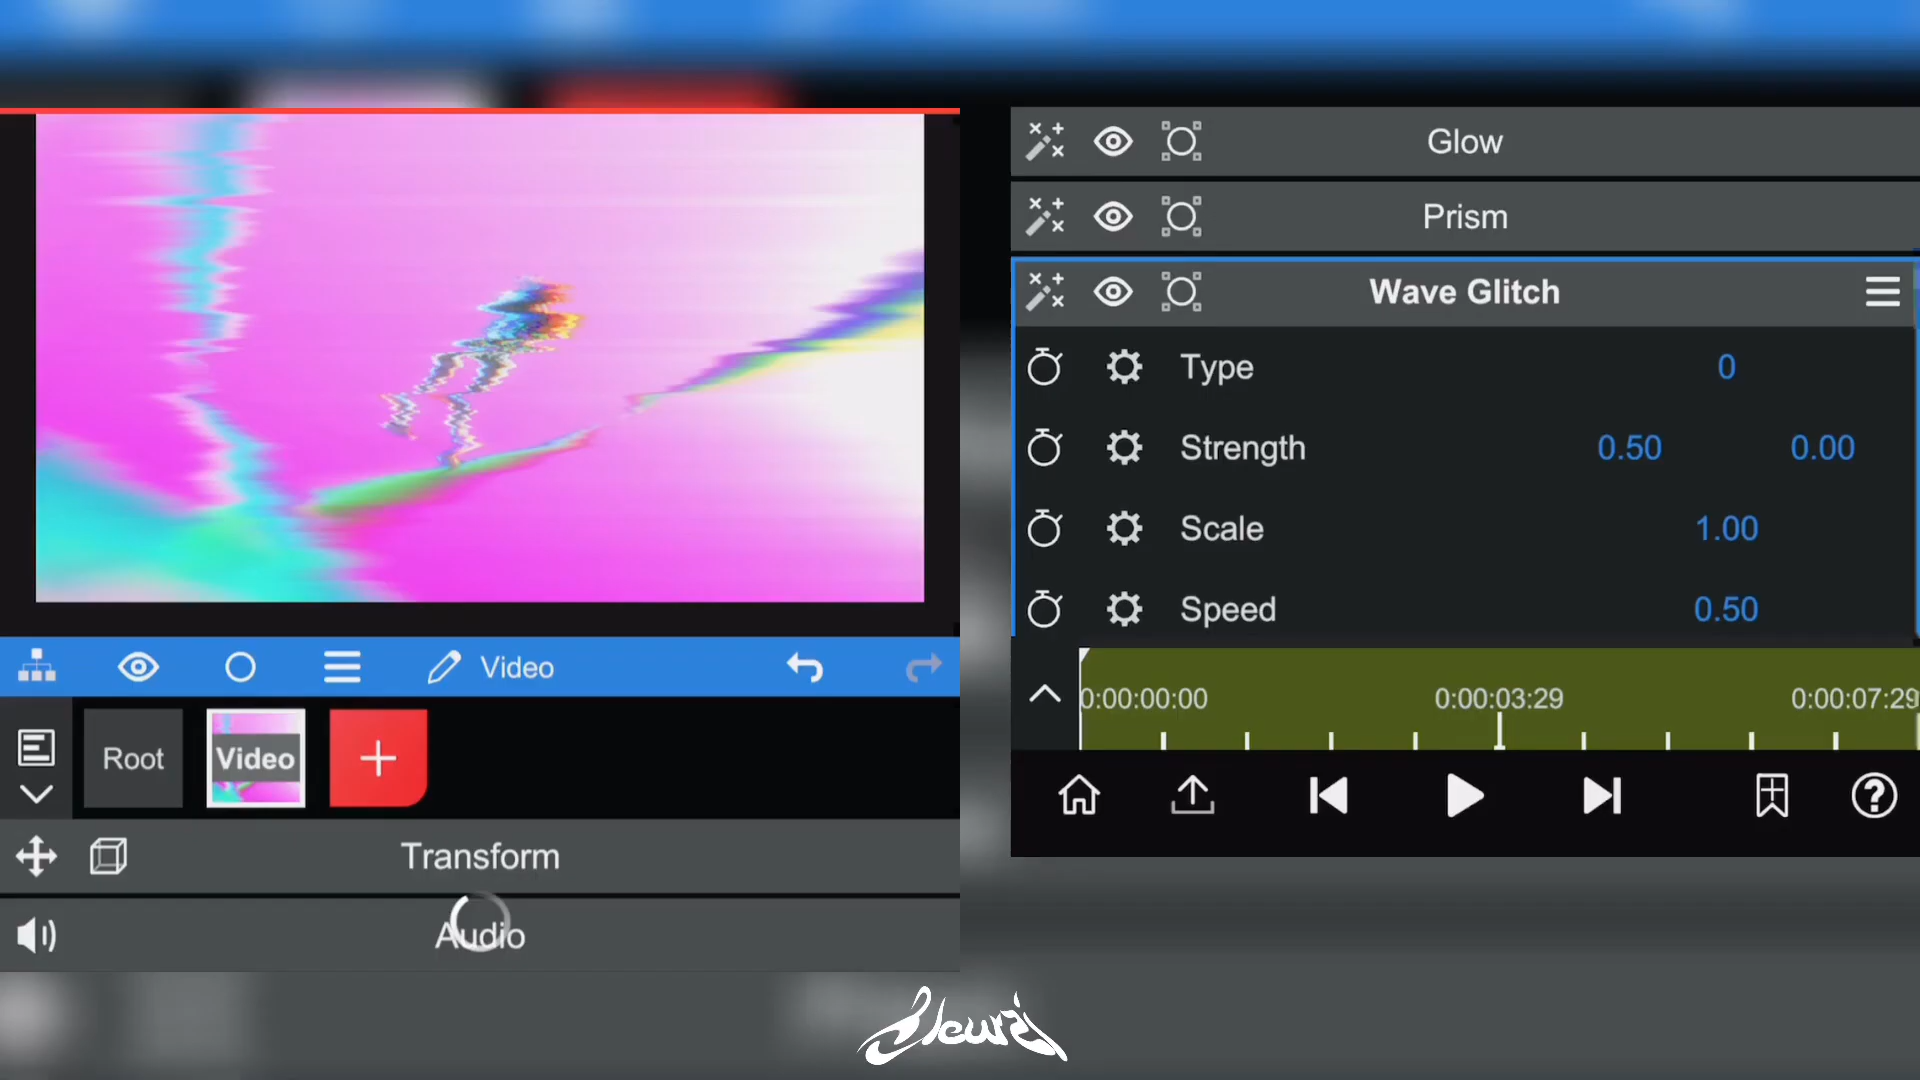 Video
Root
Video
Transform
Audio
Glow
Prism
Wave Glitch
Type 0
Strength 0.50 0.00
Scale 1.00
Speed 0.50
0:00:00:00 0:00:03:29 0:00:07:29